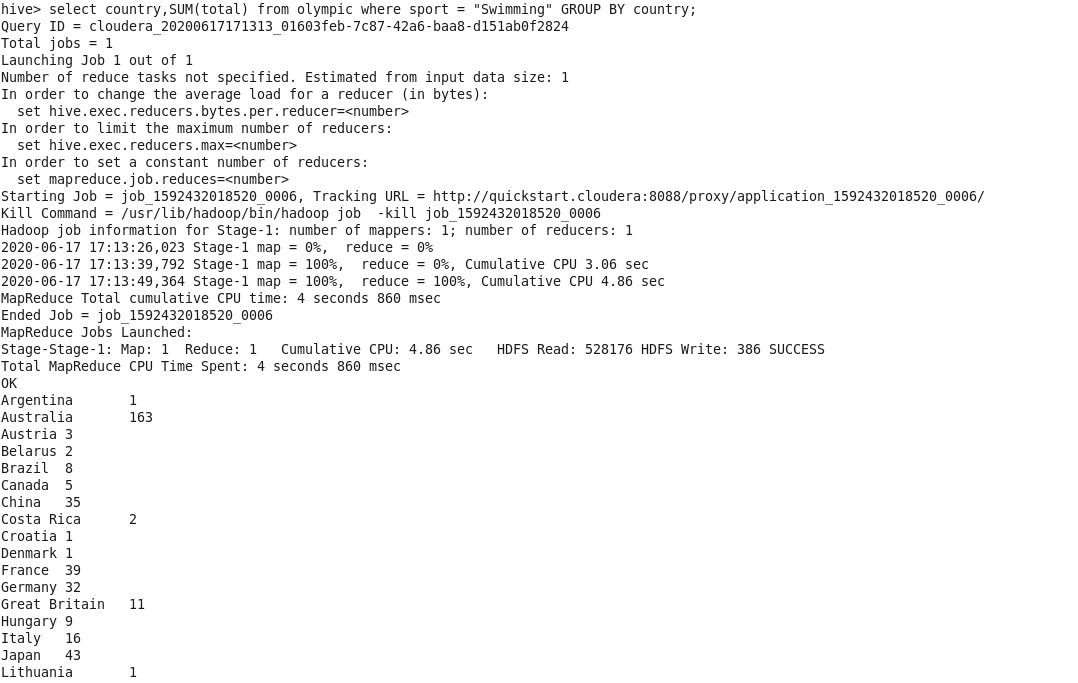 hive> select country,SUM(total) from olympic where sport = "Swimming" GROUP BY country;
Query ID = cloudera_20200617171313_01603feb-7c87-42a6-baa8-d151ab0f2824
Total jobs = 1
Launching Job 1 out of 1
Number of reduce tasks not specified. Estimated from input data size: 1
In order to change the average load for a reducer (in bytes):
  set hive.exec.reducers.bytes.per.reducer=<number>
In order to limit the maximum number of reducers:
  set hive.exec.reducers.max=<number>
In order to set a constant number of reducers:
  set mapreduce.job.reduces=<number>
Starting Job = job_1592432018520_0006, Tracking URL = http://quickstart.cloudera:8088/proxy/application_1592432018520_0006/
Kill Command = /usr/lib/hadoop/bin/hadoop job  -kill job_1592432018520_0006
Hadoop job information for Stage-1: number of mappers: 1; number of reducers: 1
2020-06-17 17:13:26,023 Stage-1 map = 0%,  reduce = 0%
2020-06-17 17:13:39,792 Stage-1 map = 100%,  reduce = 0%, Cumulative CPU 3.06 sec
2020-06-17 17:13:49,364 Stage-1 map = 100%,  reduce = 100%, Cumulative CPU 4.86 sec
MapReduce Total cumulative CPU time: 4 seconds 860 msec
Ended Job = job_1592432018520_0006
MapReduce Jobs Launched:
Stage-Stage-1: Map: 1  Reduce: 1   Cumulative CPU: 4.86 sec   HDFS Read: 528176 HDFS Write: 386 SUCCESS
Total MapReduce CPU Time Spent: 4 seconds 860 msec
OK
Argentina       1
Australia       163
Austria 3
Belarus 2
Brazil  8
Canada  5
China   35
Costa Rica      2
Croatia 1
Denmark 1
France  39
Germany 32
Great Britain   11
Hungary 9
Italy   16
Japan   43
Lithuania       1